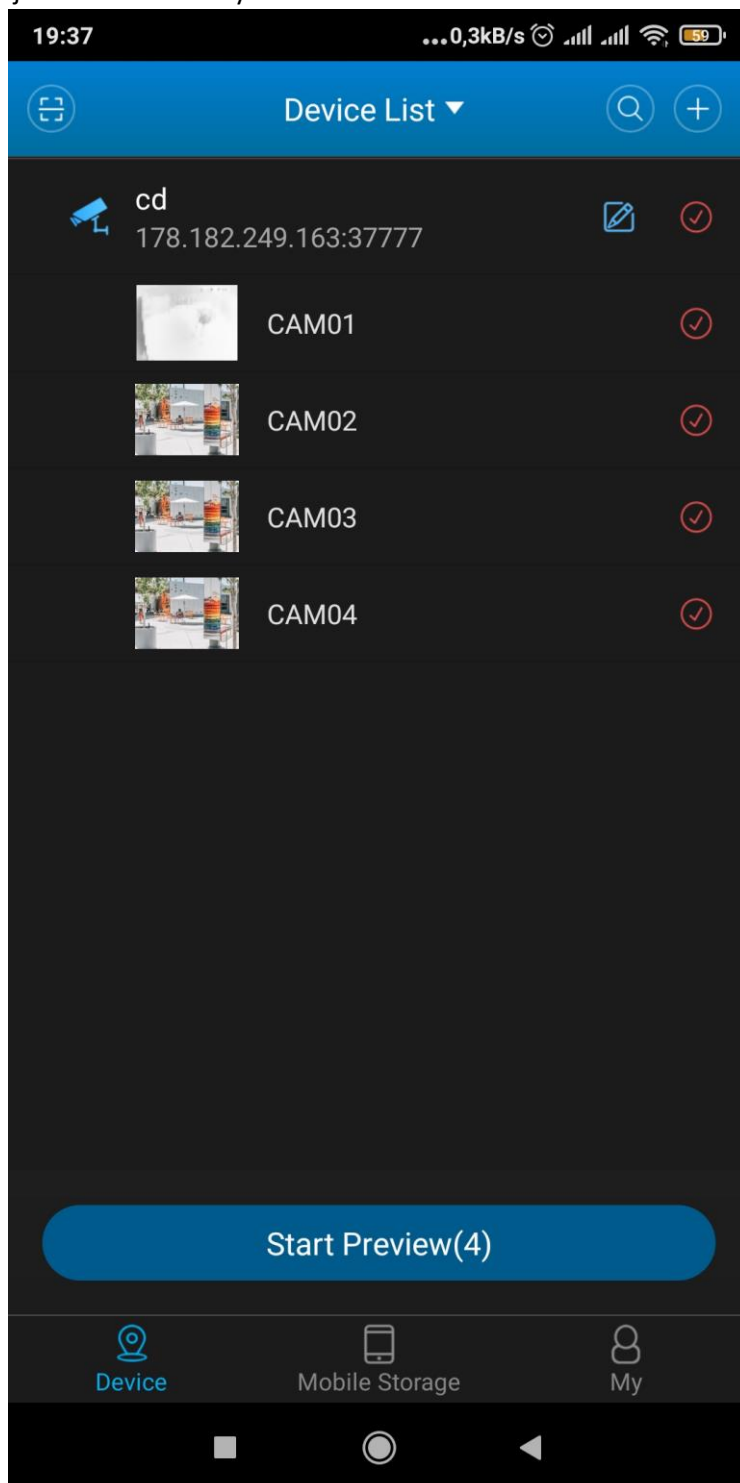 19:37
...0,3kB/s
59
Device List
cd
178.182.249.163:37777
CAM01
CAM02
CAM03
CAM04
Start Preview(4)
Device
Mobile Storage
My